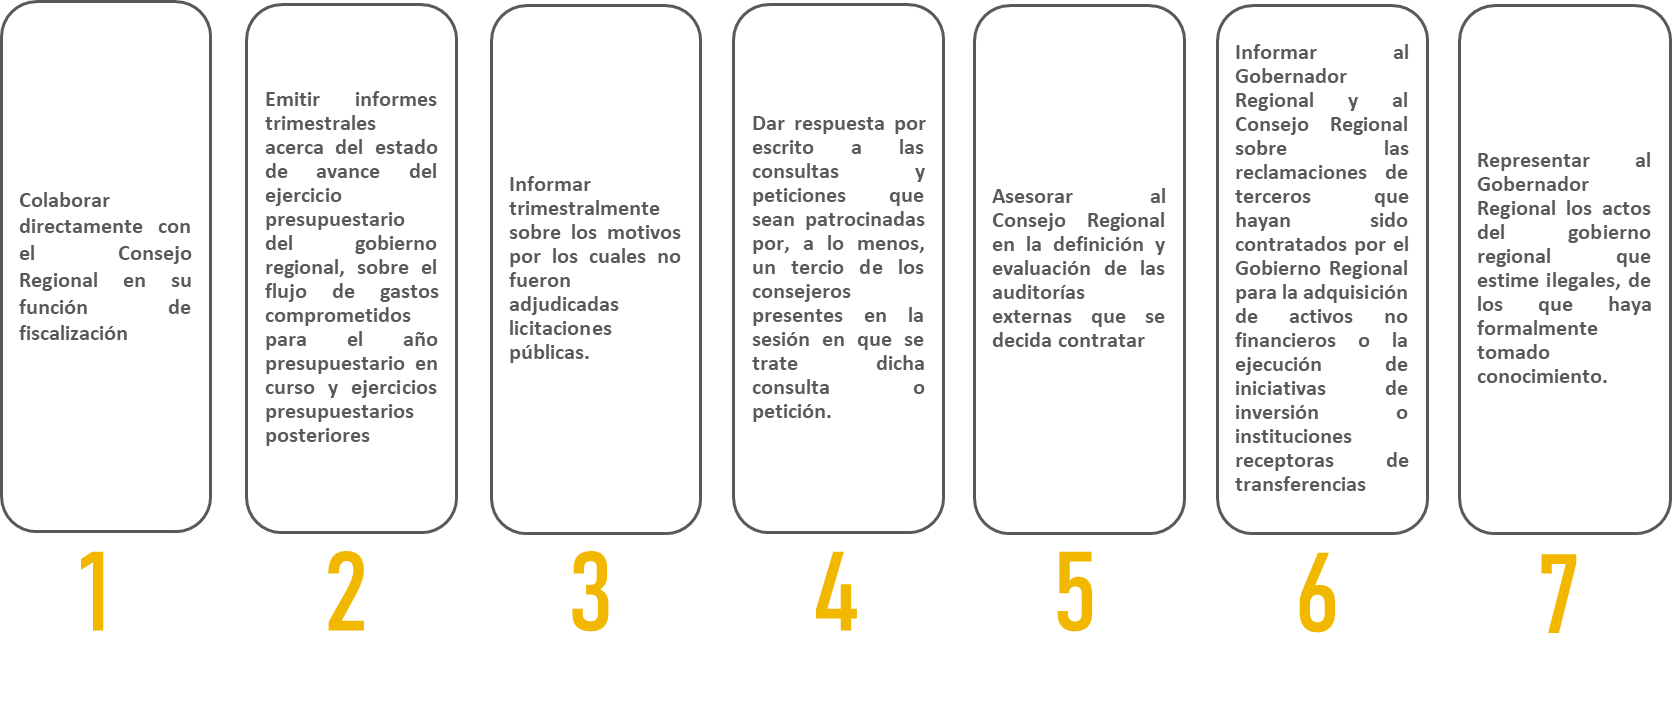 Colaborar
directamente con
el Consejo
Regional en su
función de
fiscalización
1
Emitir informes
trimestrales
acerca del estado
de avance del
ejercicio
presupuestario
del gobierno
regional, sobre el
flujo de gastos
comprometidos
para el año
presupuestario en
curso y ejercicios
presupuestarios
posteriores
2
Informar
trimestralmente
sobre los motivos
por los cuales no
fueron
adjudicadas
licitaciones
públicas.
3
Dar respuesta por
escrito a las
consultas y
peticiones que
sean patrocinadas
por, a lo menos,
un tercio de los
consejeros
presentes en la
sesión en que se
trate dicha
consulta o
petición.
4
Asesorar al
Consejo Regional
en la definición y
evaluación de las
auditorías
externas que se
decida contratar
5
Informar al
Gobernador
Regional y al
Consejo Regional
sobre las
reclamaciones de
terceros que
hayan sido
contratados por el
Gobierno Regional
para la adquisición
de activos no
financieros o la
ejecución de
iniciativas de
inversión o
instituciones
receptoras de
transferencias
6
Representar al
Gobernador
Regional los actos
del gobierno
regional que
estime ilegales, de
los que haya
formalmente
tomado
conocimiento.
7